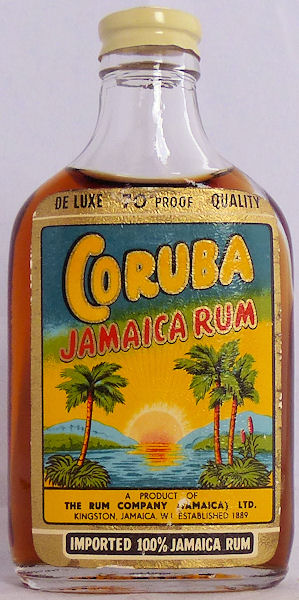 DE LUXE 70 PROOF QUALITY
CORUBA
JAMAICA RUM
A PRODUCT OF
THE RUM COMPANY (JAMAICA) LTD.
KINGSTON, JAMAICA, W.I. ESTABLISHED 1889
IMPORTED 100% JAMAICA RUM